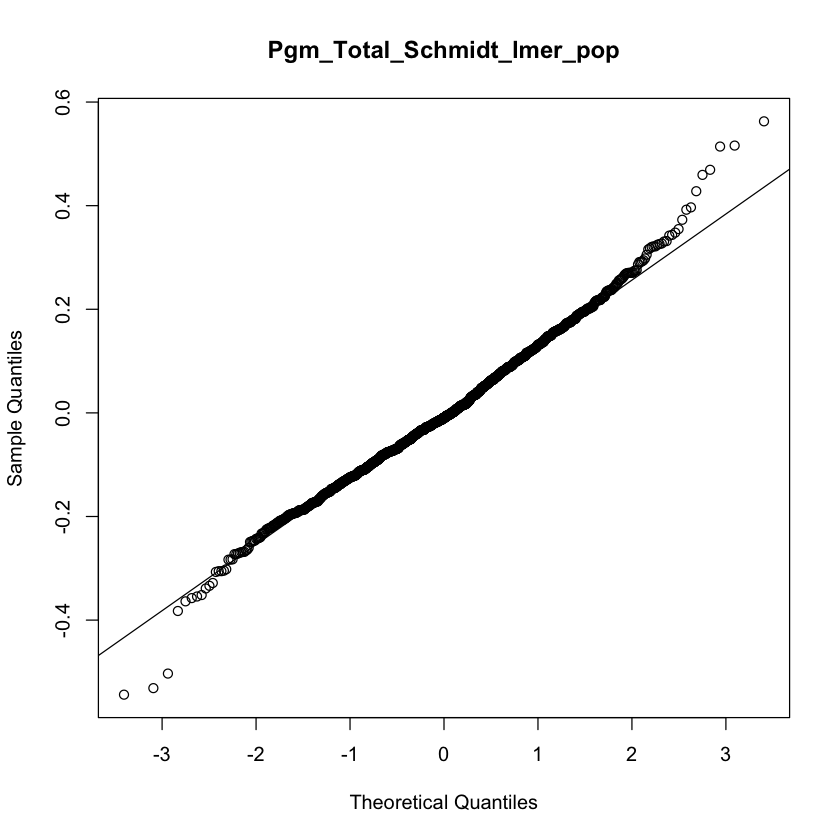 Pgm_Total_Schmidt_lmer_pop
Sample Quantiles
0.6
0.4
0.2
0.0
-0.2
-0.4
-3 -2 -1 0 1 2 3
Theoretical Quantiles